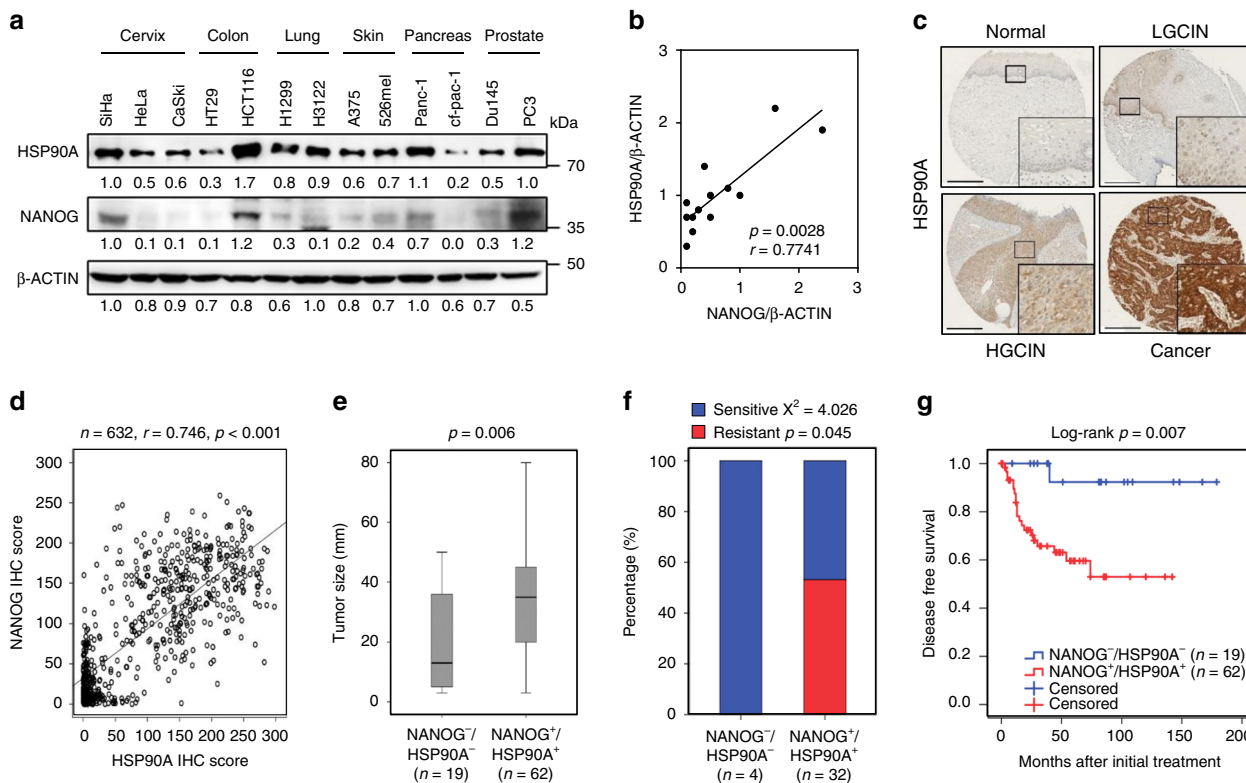 a
Cervix Colon Lung Skin Pancreas Prostate
SiHa HeLa CaSki HT29 HCT116 H1299 H3122 A375 526mel Panc-1 cf-pac-1 Du145 PC3 kDa
HSP90A
70
1.0 0.5 0.6 0.3 1.7 0.8 0.9 0.6 0.7 1.1 0.2 0.5 1.0
NANOG
35
1.0 0.1 0.1 0.1 1.2 0.3 0.1 0.2 0.4 0.7 0.0 0.3 1.2
50
β-ACTIN
1.0 0.8 0.9 0.7 0.8 0.6 1.0 0.8 0.7 0.6 0.7 0.5
b
HSP90A/β-ACTIN
3
2
1
0
p = 0.0028
r = 0.7741
0 1 2 3
NANOG/β-ACTIN
c
Normal LGCIN
HSP90A
HGCIN Cancer
d
n = 632, r = 0.746, p < 0.001
NANOG IHC score
300
250
200
150
100
50
0
0 50 100 150 200 250 300
HSP90A IHC score
e
p = 0.006
Tumor size (mm)
80
60
40
20
0
NANOG⁻/ NANOG⁺/
HSP90A⁻ HSP90A⁺
(n = 19) (n = 62)
f
Sensitive X² = 4.026
Resistant p = 0.045
Percentage (%)
100
80
60
40
20
0
NANOG⁻/ NANOG⁺/
HSP90A⁻ HSP90A⁺
(n = 4) (n = 32)
g
Log-rank p = 0.007
Disease free survival
1.0
0.8
0.6
0.4
0.2
0.0
NANOG⁻/HSP90A⁻ (n = 19)
NANOG⁺/HSP90A⁺ (n = 62)
Censored
Censored
0 50 100 150 200
Months after initial treatment